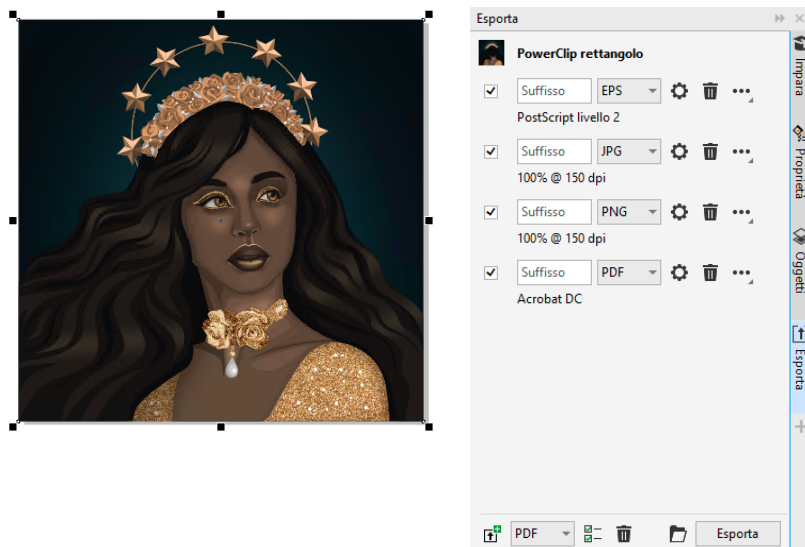 Esporta
PowerClip rettangolo
Suffisso EPS
PostScript livello 2
Suffisso JPG
100% @ 150 dpi
Suffisso PNG
100% @ 150 dpi
Suffisso PDF
Acrobat DC
PDF Esporta
Impara
Proprietà
Oggetti
Esporta